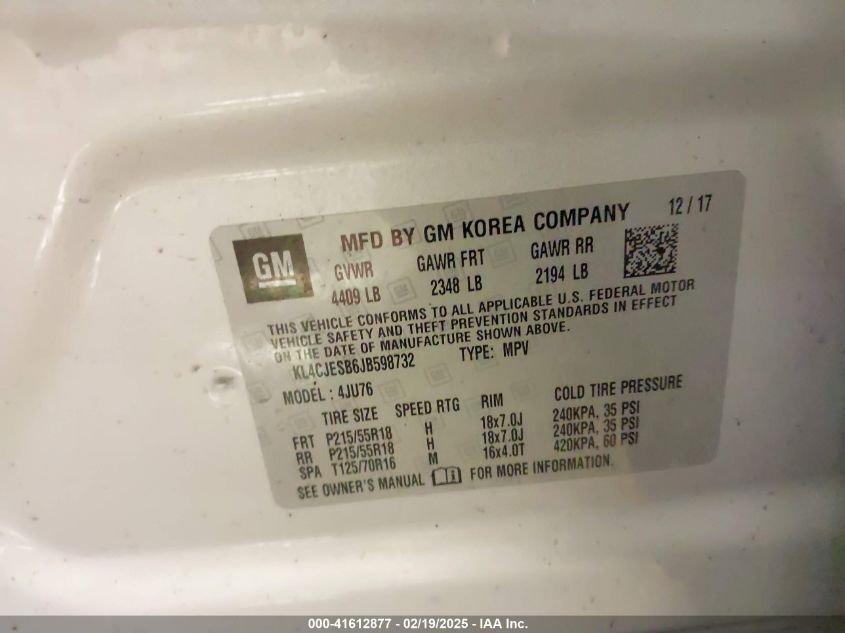 GM
MFD BY GM KOREA COMPANY 12 / 17
GVWR GAWR FRT GAWR RR
4409 LB 2348 LB 2194 LB
THIS VEHICLE CONFORMS TO ALL APPLICABLE U.S. FEDERAL MOTOR
VEHICLE SAFETY AND THEFT PREVENTION STANDARDS IN EFFECT
ON THE DATE OF MANUFACTURE SHOWN ABOVE.
KL4CJESB6JB598732 TYPE: MPV
MODEL: 4JU76
TIRE SIZE SPEED RTG RIM COLD TIRE PRESSURE
FRT P215/55R18 H 18x7.0J 240KPA, 35 PSI
RR P215/55R18 H 18x7.0J 240KPA, 35 PSI
SPA T125/70R16 M 16x4.0T 420KPA, 60 PSI
SEE OWNER'S MANUAL FOR MORE INFORMATION.
000-41612877 - 02/19/2025 - IAA Inc.